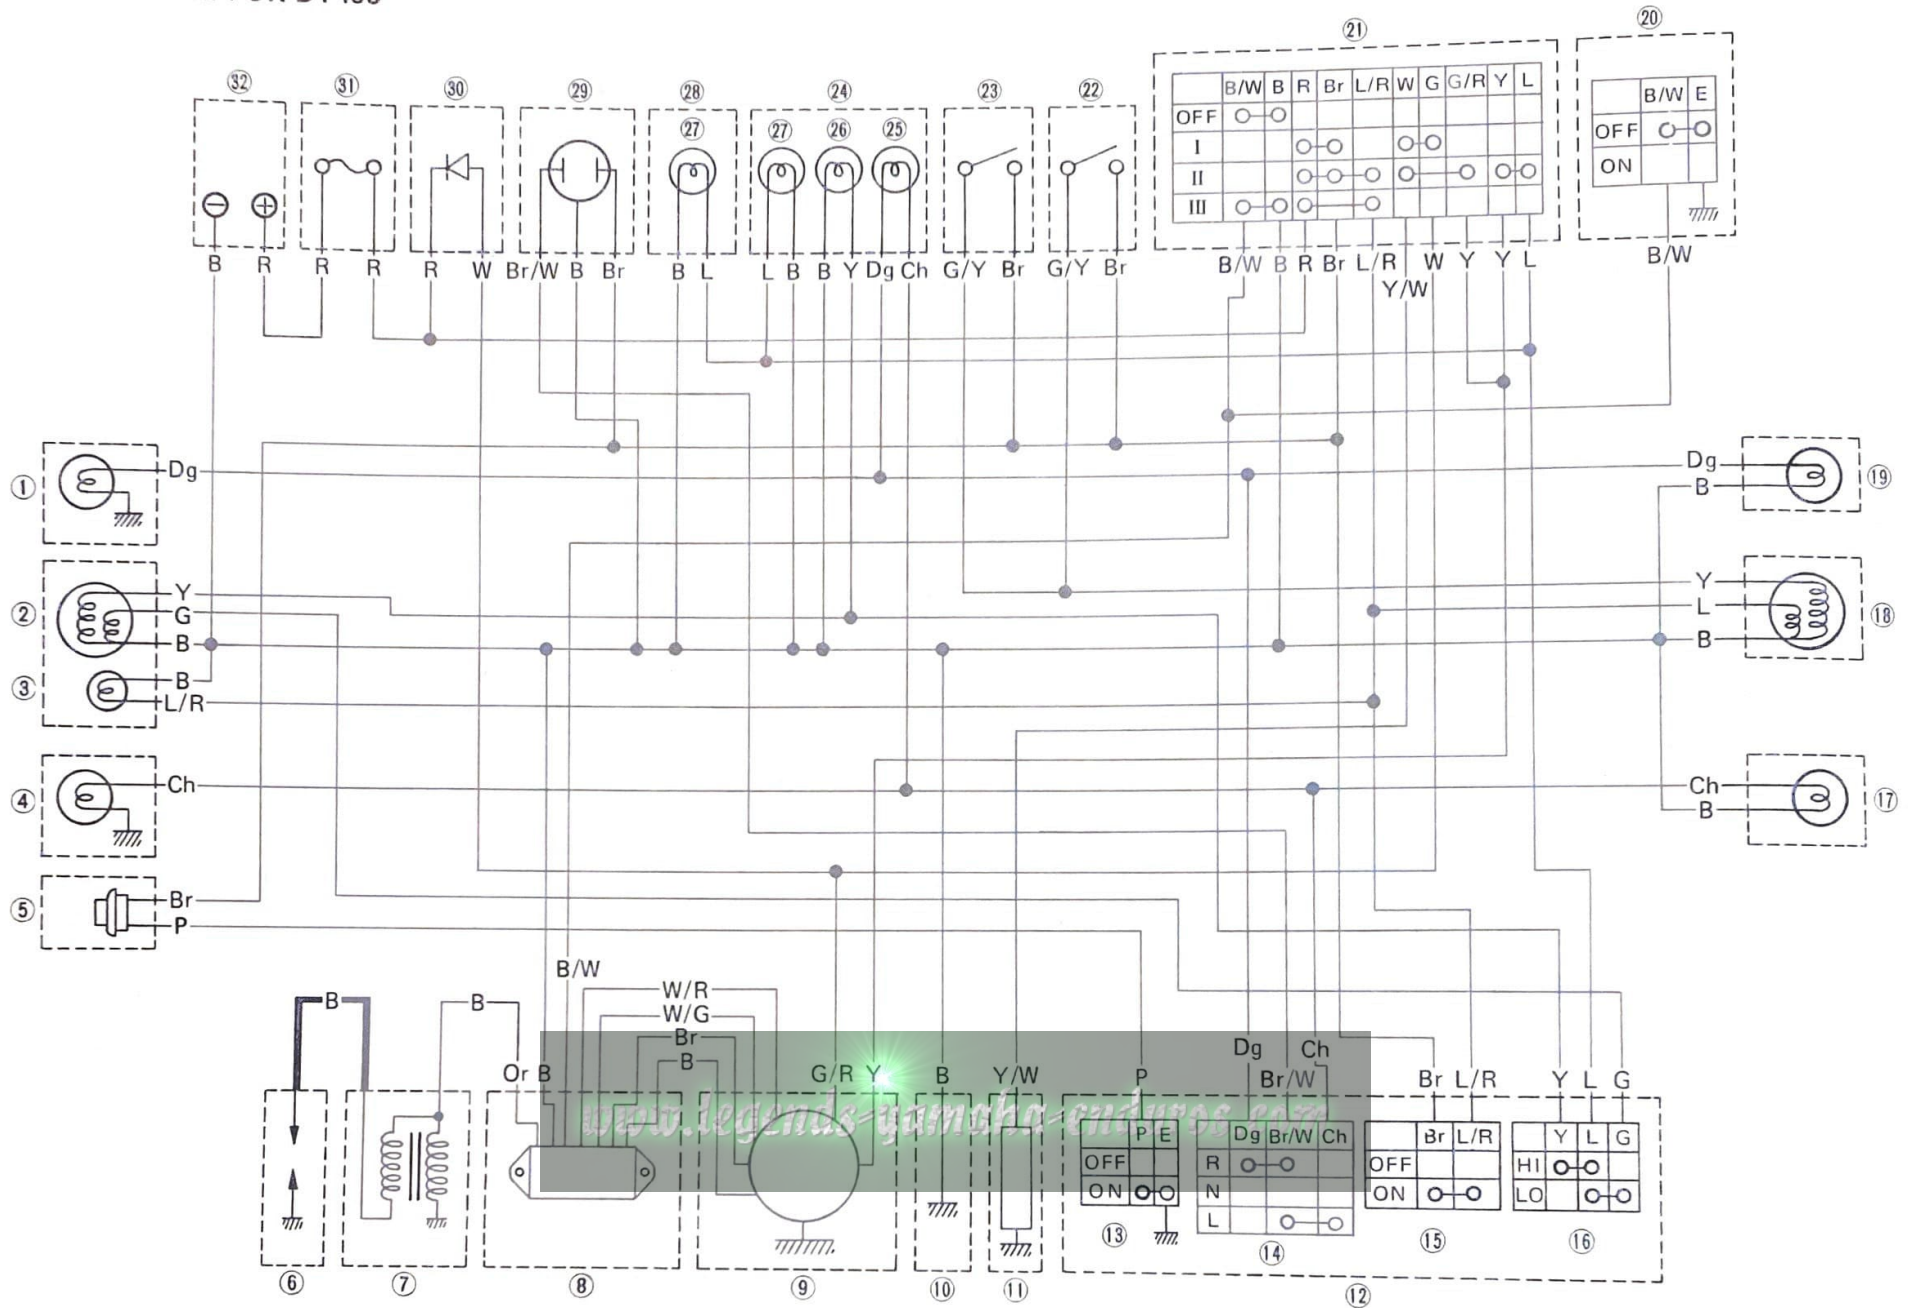 ㉜ ㉛ ㉚ ㉙ ㉘ ㉔ ㉓ ㉒ ㉑ ⑳
㉗ ㉗ ㉖ ㉕
B/W B R Br L/R W G G/R Y L
OFF
I
II
III
B/W E
OFF
ON
B R R R R W Br/W B Br B L L B B Y Dg Ch G/Y Br G/Y Br B/W B R Br L/R Y/W W Y Y L B/W
① Dg
② Y
G
B
③ B
L/R
④ Ch
⑤ Br
P
Dg ⑲
B
Y
L ⑱
B
Ch ⑰
B
B B B/W W/R
W/G
Br
B
Or B G/R Y B Y/W P Dg Br/W Ch Br L/R Y L G
www.legends-yamaha-enduros.com
P E
OFF
ON
⑬
Dg Br/W Ch
R
N
L
⑭
Br L/R
OFF
ON
⑮
Y L G
HI
LO
⑯
⑥ ⑦ ⑧ ⑨ ⑩ ⑪ ⑫